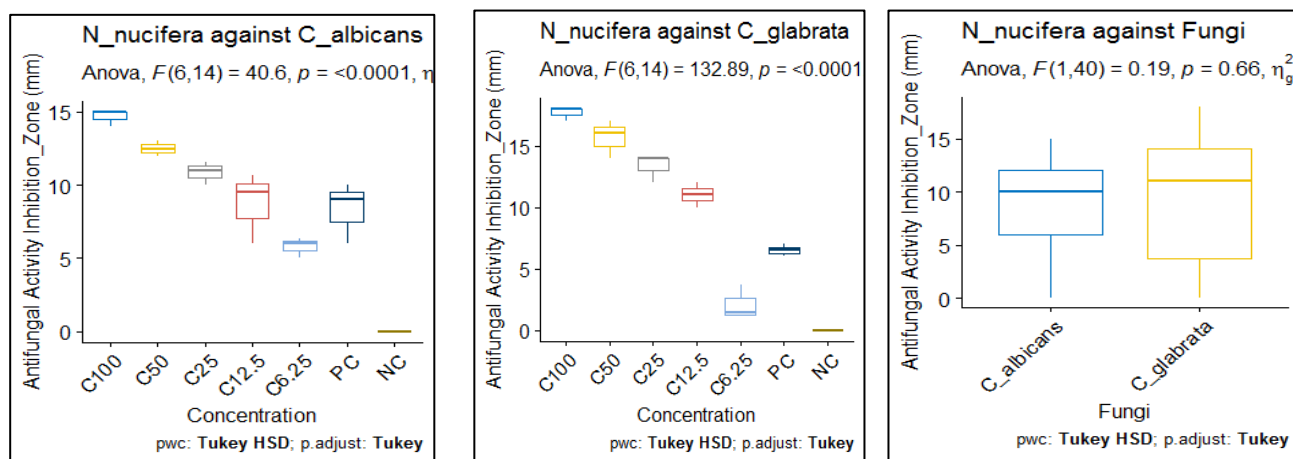 N_nucifera against C_albicans
Anova, F(6,14) = 40.6, p = <0.0001, η
Antifungal Activity Inhibition_Zone (mm)
15
10
5
0
C100
C50
C25
C12.5
C6.25
PC
NC
Concentration
pwc: Tukey HSD; p.adjust: Tukey
N_nucifera against C_glabrata
Anova, F(6,14) = 132.89, p = <0.0001
Antifungal Activity Inhibition_Zone (mm)
15
10
5
0
C100
C50
C25
C12.5
C6.25
PC
NC
Concentration
pwc: Tukey HSD; p.adjust: Tukey
N_nucifera against Fungi
Anova, F(1,40) = 0.19, p = 0.66, η²g
Antifungal Activity Inhibition_Zone (mm)
15
10
5
0
C_albicans
C_glabrata
Fungi
pwc: Tukey HSD; p.adjust: Tukey